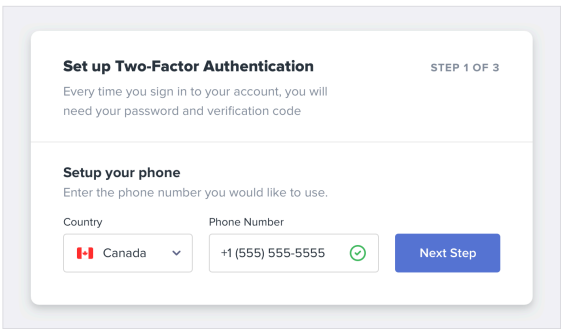 Set up Two-Factor Authentication
STEP 1 OF 3
Every time you sign in to your account, you will
need your password and verification code
Setup your phone
Enter the phone number you would like to use.
Country
Phone Number
Canada
+1 (555) 555-5555
Next Step